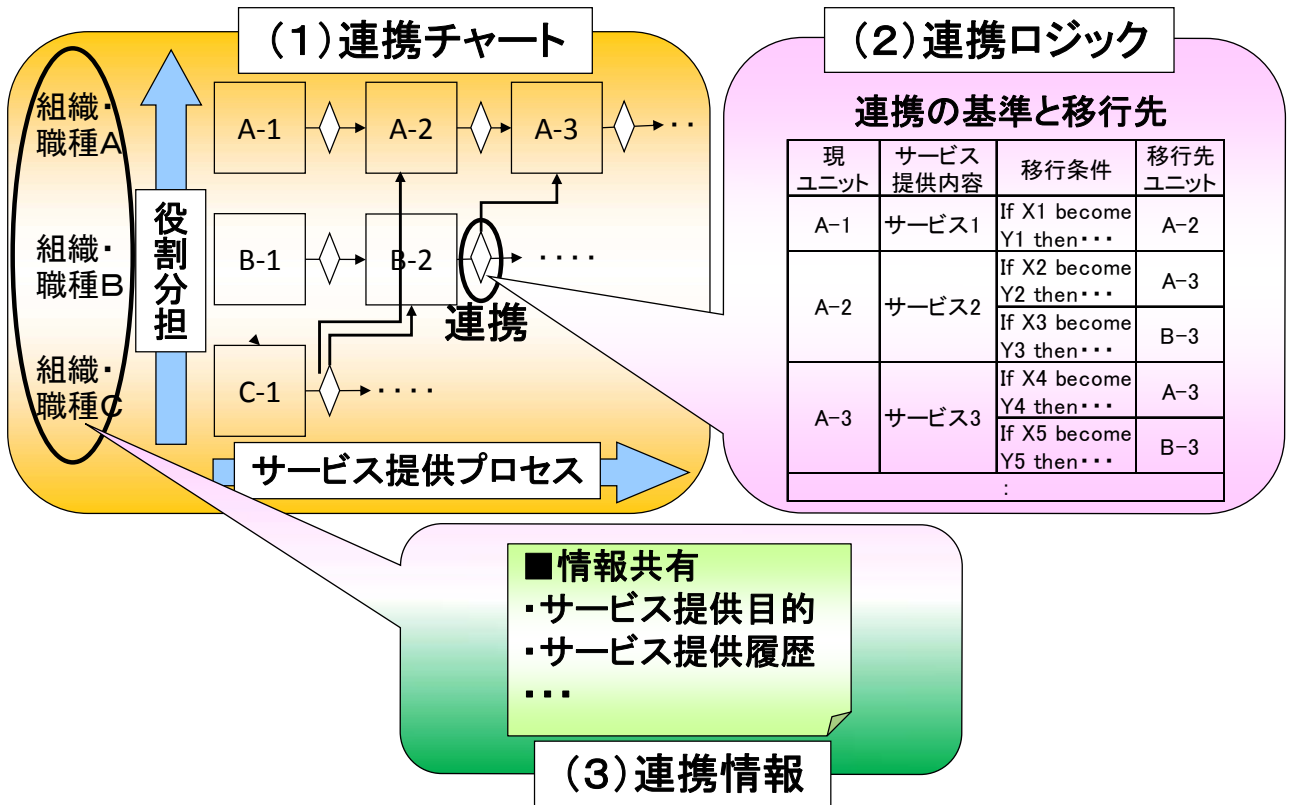 (1)連携チャート
組織・
職種A
組織・
職種B
組織・
職種C
役割分担
A-1
A-2
A-3
・・
B-1
B-2
・・・・
連携
C-1
・・・・
サービス提供プロセス
(2)連携ロジック
連携の基準と移行先
現
ユニット
サービス
提供内容
移行条件
移行先
ユニット
A-1
サービス1
If X1 become
Y1 then・・・
A-2
A-2
サービス2
If X2 become
Y2 then・・・
A-3
If X3 become
Y3 then・・・
B-3
A-3
サービス3
If X4 become
Y4 then・・・
A-3
If X5 become
Y5 then・・・
B-3
:
■情報共有
・サービス提供目的
・サービス提供履歴
・・・
(3)連携情報